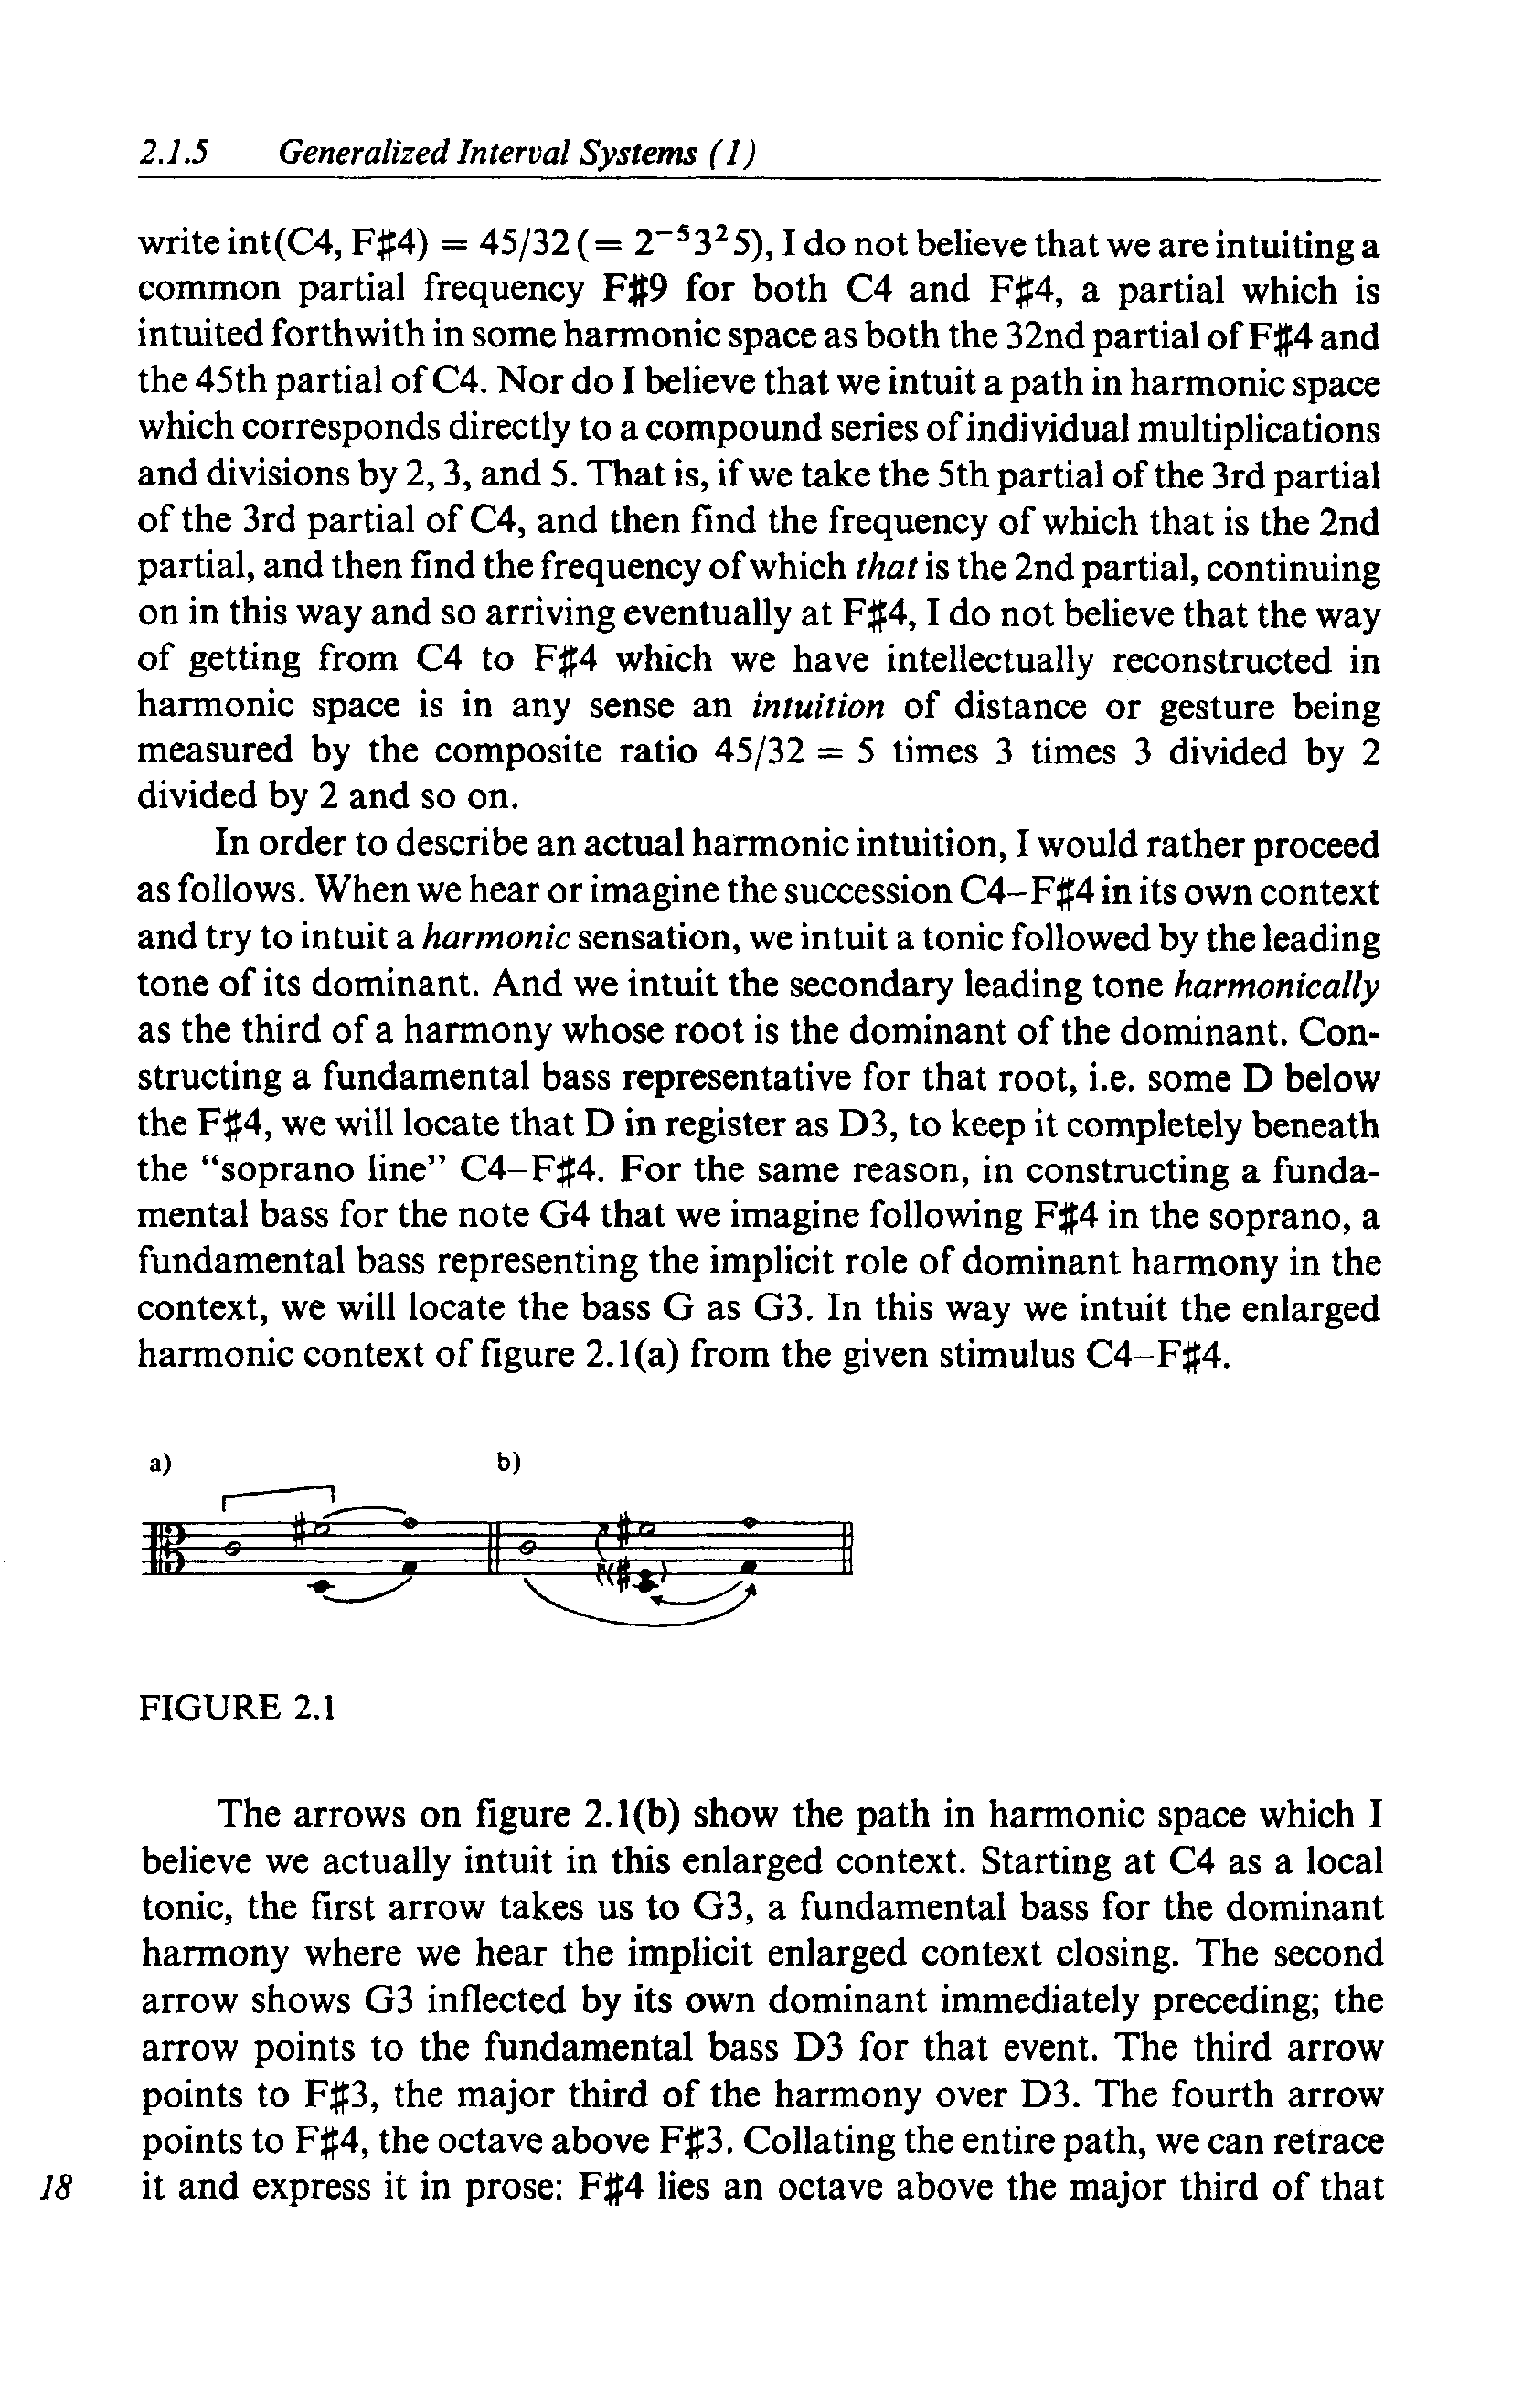 2.1.5 Generalized Interval Systems (1)
write int(C4, F♯4) = 45/32 (= 2⁻⁵3²5), I do not believe that we are intuiting a
common partial frequency F♯9 for both C4 and F♯4, a partial which is
intuited forthwith in some harmonic space as both the 32nd partial of F♯4 and
the 45th partial of C4. Nor do I believe that we intuit a path in harmonic space
which corresponds directly to a compound series of individual multiplications
and divisions by 2, 3, and 5. That is, if we take the 5th partial of the 3rd partial
of the 3rd partial of C4, and then find the frequency of which that is the 2nd
partial, and then find the frequency of which that is the 2nd partial, continuing
on in this way and so arriving eventually at F♯4, I do not believe that the way
of getting from C4 to F♯4 which we have intellectually reconstructed in
harmonic space is in any sense an intuition of distance or gesture being
measured by the composite ratio 45/32 = 5 times 3 times 3 divided by 2
divided by 2 and so on.
In order to describe an actual harmonic intuition, I would rather proceed
as follows. When we hear or imagine the succession C4–F♯4 in its own context
and try to intuit a harmonic sensation, we intuit a tonic followed by the leading
tone of its dominant. And we intuit the secondary leading tone harmonically
as the third of a harmony whose root is the dominant of the dominant. Con-
structing a fundamental bass representative for that root, i.e. some D below
the F♯4, we will locate that D in register as D3, to keep it completely beneath
the “soprano line” C4–F♯4. For the same reason, in constructing a funda-
mental bass for the note G4 that we imagine following F♯4 in the soprano, a
fundamental bass representing the implicit role of dominant harmony in the
context, we will locate the bass G as G3. In this way we intuit the enlarged
harmonic context of figure 2.1(a) from the given stimulus C4–F♯4.
a) b)
FIGURE 2.1
The arrows on figure 2.1(b) show the path in harmonic space which I
believe we actually intuit in this enlarged context. Starting at C4 as a local
tonic, the first arrow takes us to G3, a fundamental bass for the dominant
harmony where we hear the implicit enlarged context closing. The second
arrow shows G3 inflected by its own dominant immediately preceding; the
arrow points to the fundamental bass D3 for that event. The third arrow
points to F♯3, the major third of the harmony over D3. The fourth arrow
points to F♯4, the octave above F♯3. Collating the entire path, we can retrace
18 it and express it in prose: F♯4 lies an octave above the major third of that